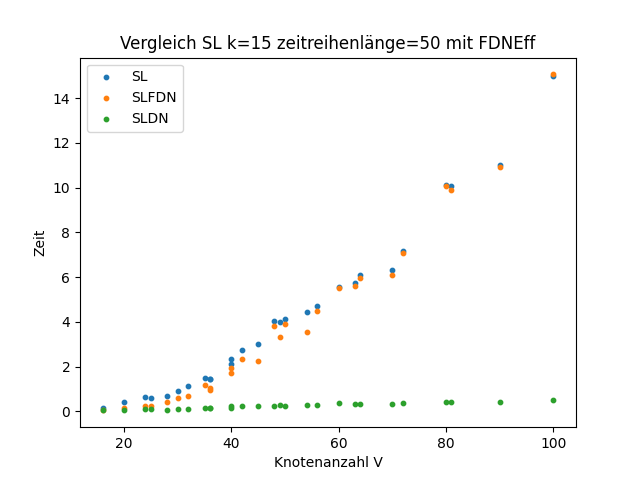 Vergleich SL k=15 zeitreihenlänge=50 mit FDNEff
SL
SLFDN
SLDN
14
12
10
8
6
4
2
0
Zeit
20
40
60
80
100
Knotenanzahl V